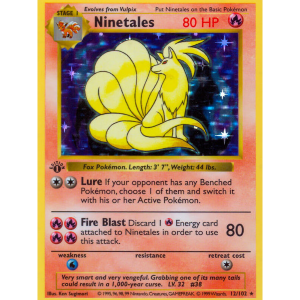 STAGE 1
Evolves from Vulpix
Put Ninetales on the Basic Pokémon
Ninetales
80 HP
Fox Pokémon. Length: 3' 7", Weight: 44 lbs.
Lure If your opponent has any Benched
Pokémon, choose 1 of them and switch it
with his or her Active Pokémon.
Fire Blast Discard 1 Energy card
attached to Ninetales in order to use
this attack.
80
weakness
resistance
retreat cost
Very smart and very vengeful. Grabbing one of its many tails
could result in a 1,000-year curse. LV. 32 #38
Illus. Ken Sugimori
12/102